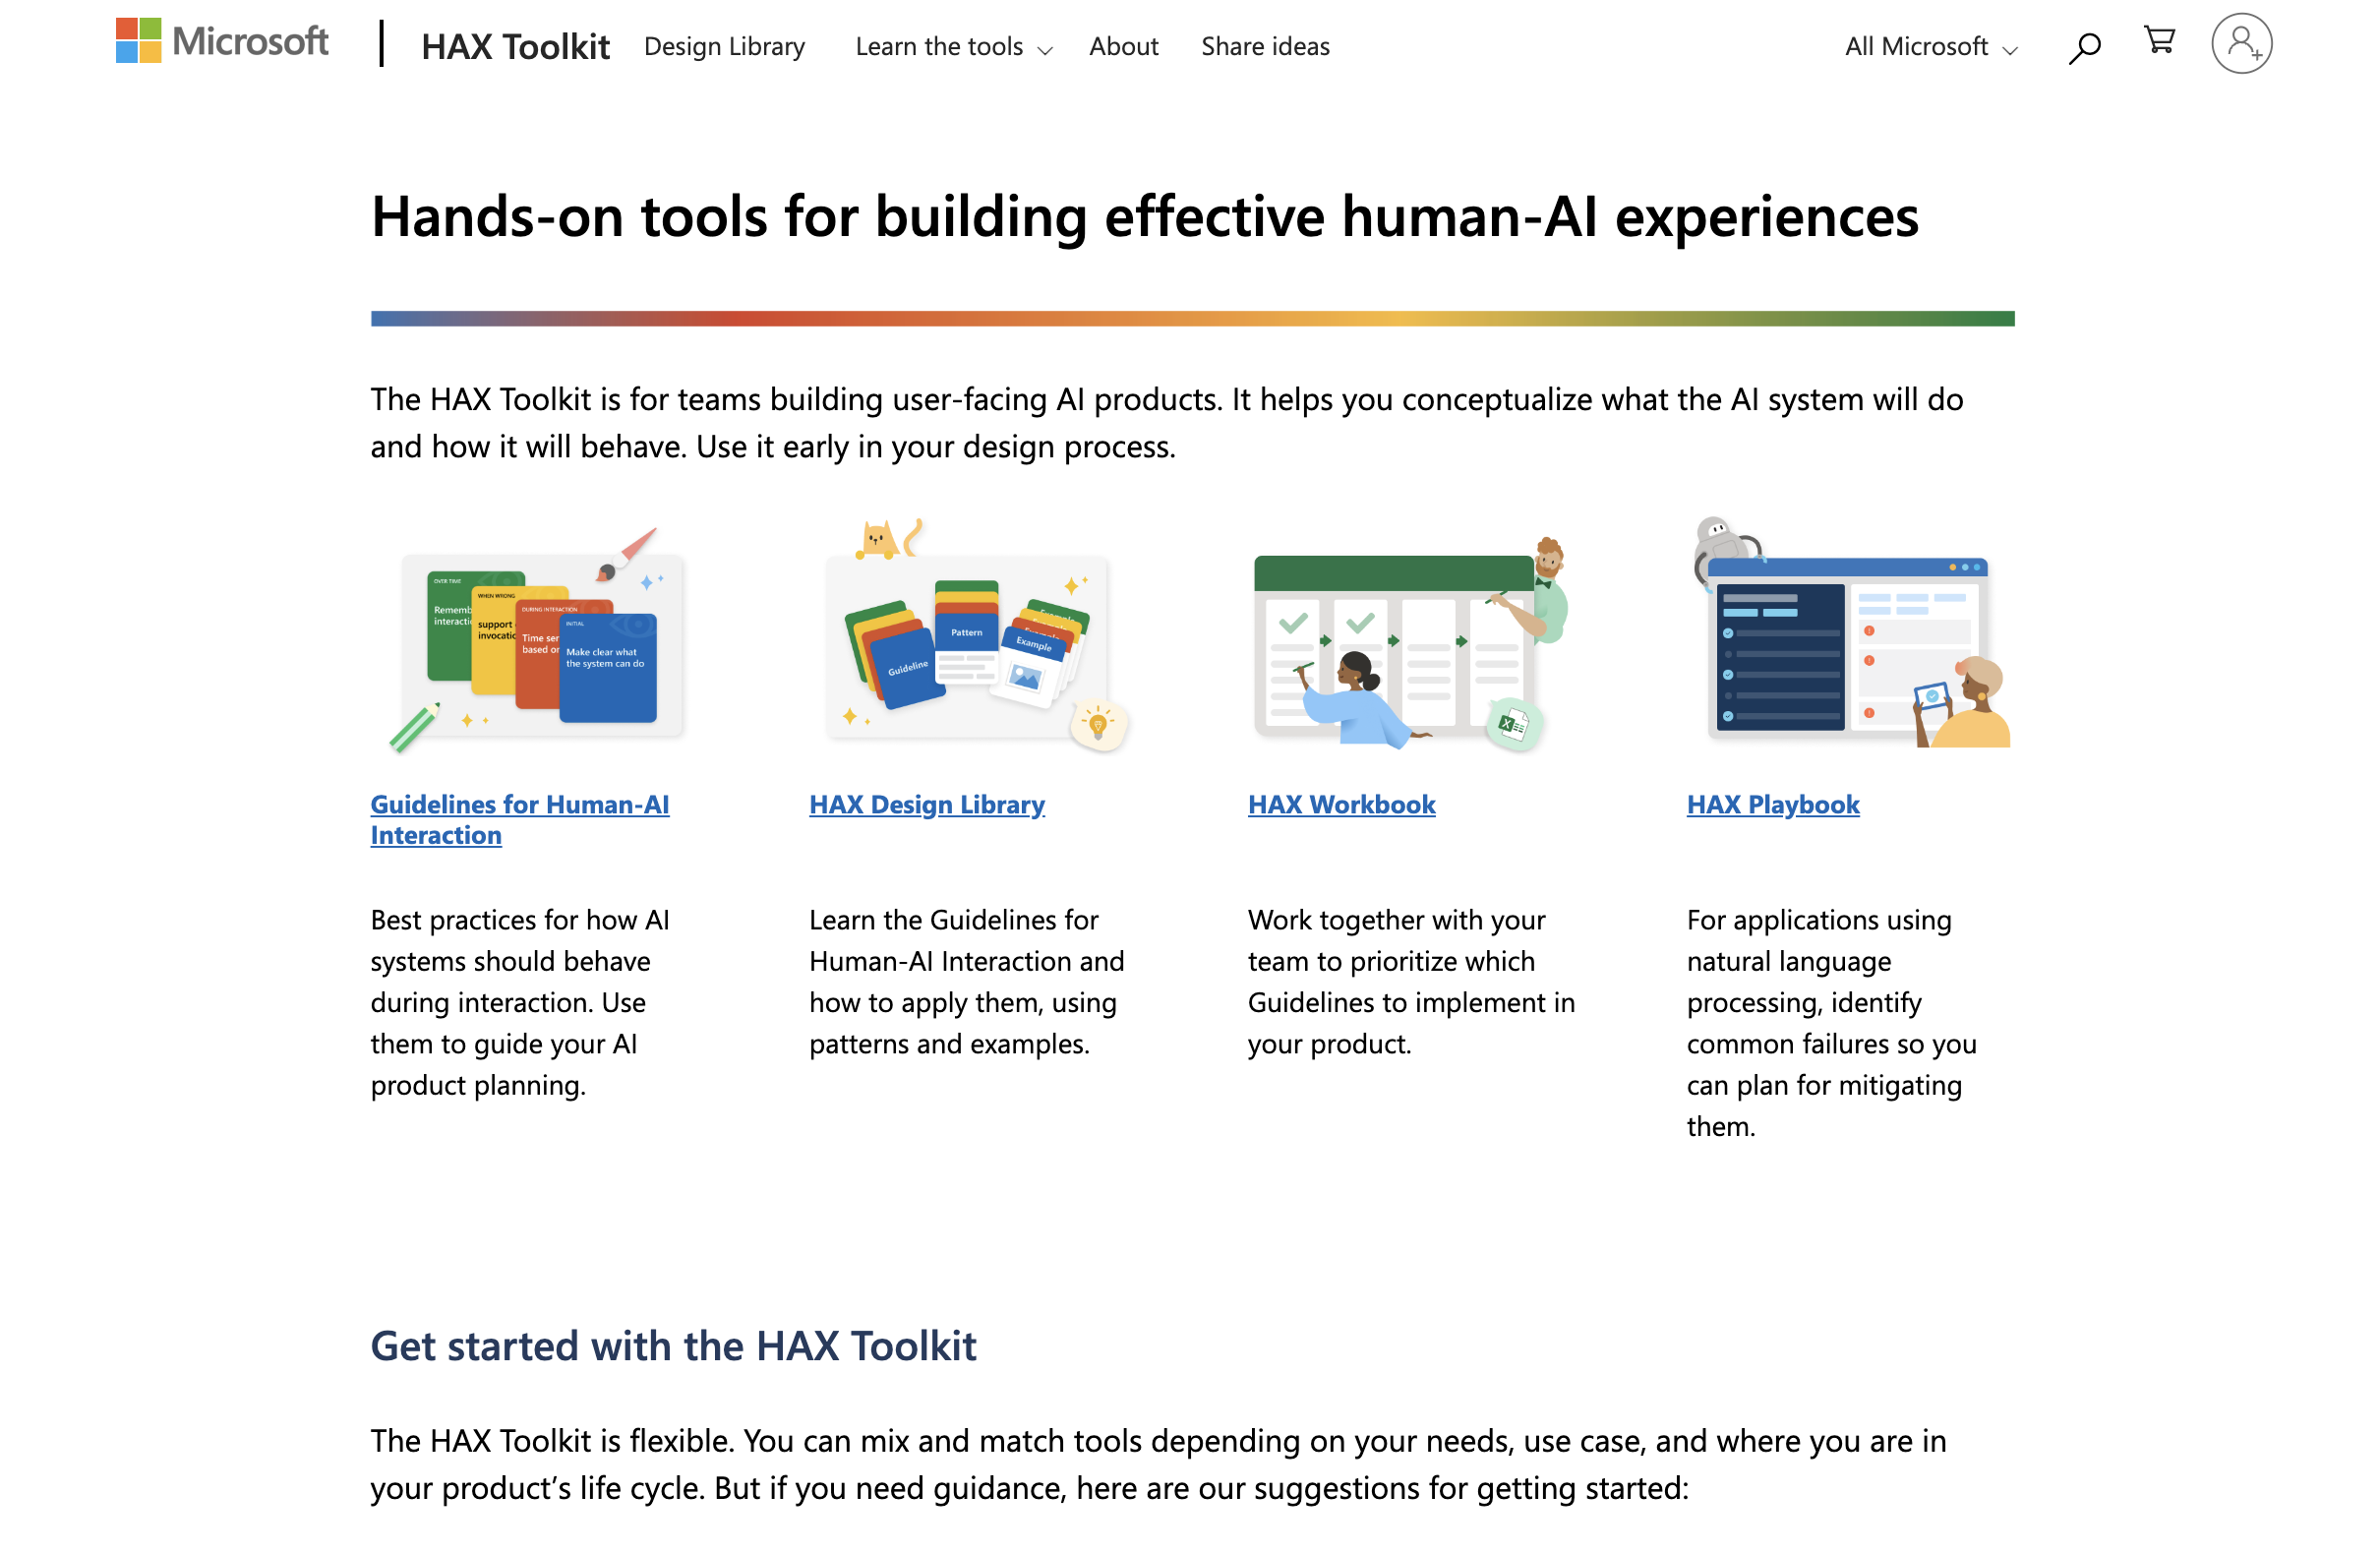 Microsoft
HAX Toolkit
Design Library
Learn the tools
About
Share ideas
All Microsoft
Hands-on tools for building effective human-AI experiences
The HAX Toolkit is for teams building user-facing AI products. It helps you conceptualize what the AI system will do
and how it will behave. Use it early in your design process.
OVER TIME
WHEN WRONG
support
DURING INTERACTION
INITIAL
Make clear what
the system can do
Guideline
Pattern
Example
Guidelines for Human-AI
Interaction
Best practices for how AI
systems should behave
during interaction. Use
them to guide your AI
product planning.
HAX Design Library
Learn the Guidelines for
Human-AI Interaction and
how to apply them, using
patterns and examples.
HAX Workbook
Work together with your
team to prioritize which
Guidelines to implement in
your product.
HAX Playbook
For applications using
natural language
processing, identify
common failures so you
can plan for mitigating
them.
Get started with the HAX Toolkit
The HAX Toolkit is flexible. You can mix and match tools depending on your needs, use case, and where you are in
your product’s life cycle. But if you need guidance, here are our suggestions for getting started: